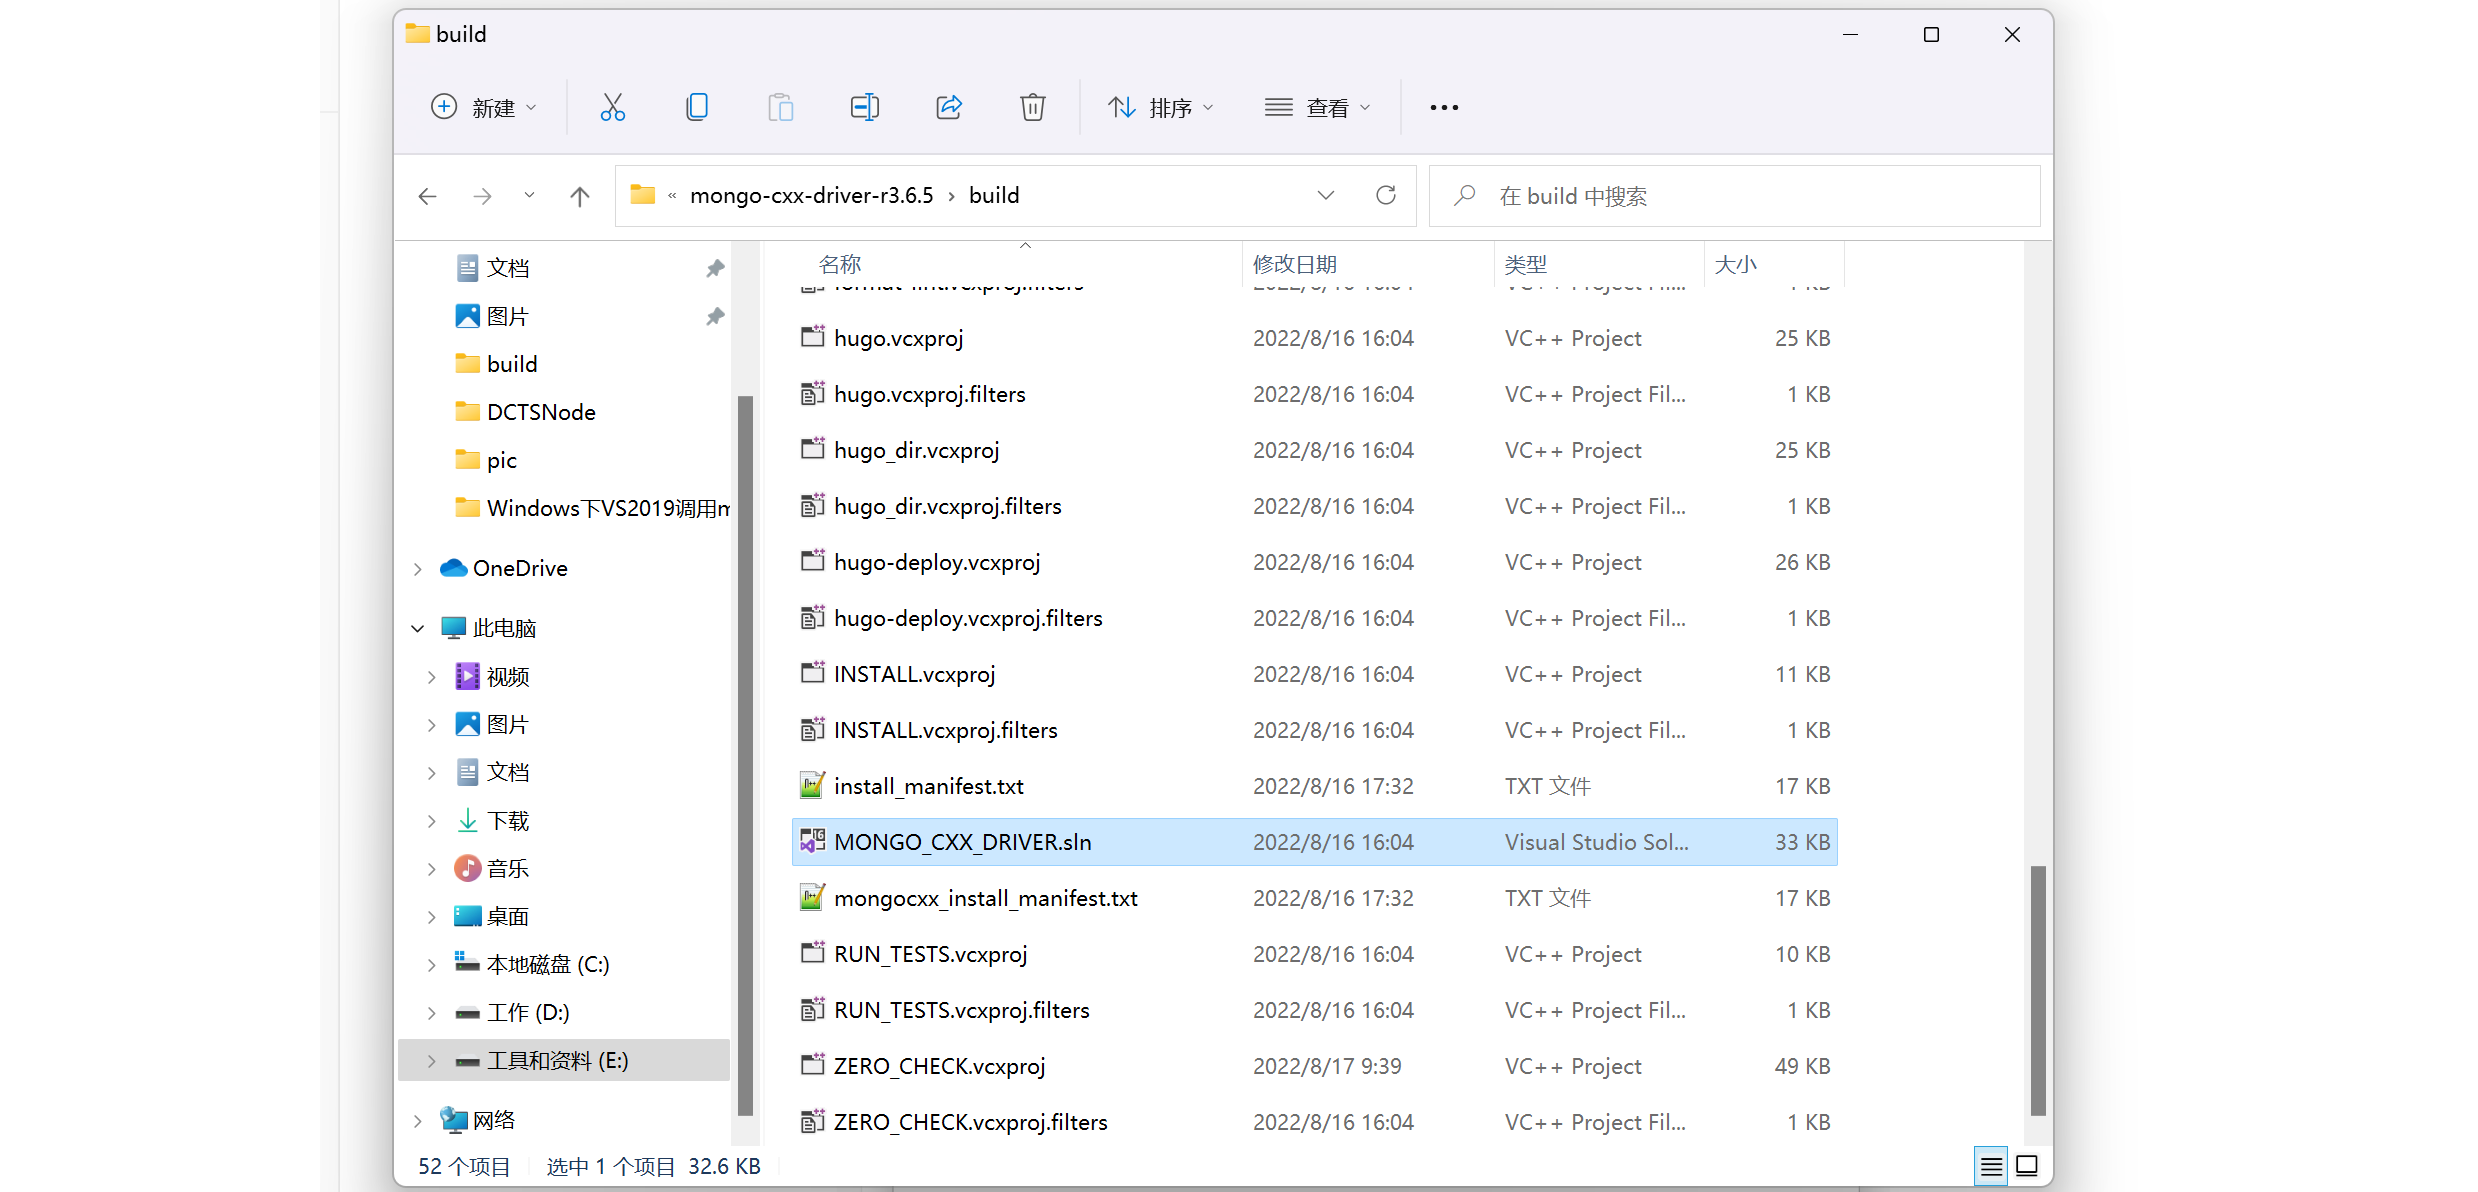 build
新建 排序 查看
« mongo-cxx-driver-r3.6.5 › build 在 build 中搜索
名称 修改日期 类型 大小
hugo.vcxproj 2022/8/16 16:04 VC++ Project 25 KB
hugo.vcxproj.filters 2022/8/16 16:04 VC++ Project Fil... 1 KB
hugo_dir.vcxproj 2022/8/16 16:04 VC++ Project 25 KB
hugo_dir.vcxproj.filters 2022/8/16 16:04 VC++ Project Fil... 1 KB
hugo-deploy.vcxproj 2022/8/16 16:04 VC++ Project 26 KB
hugo-deploy.vcxproj.filters 2022/8/16 16:04 VC++ Project Fil... 1 KB
INSTALL.vcxproj 2022/8/16 16:04 VC++ Project 11 KB
INSTALL.vcxproj.filters 2022/8/16 16:04 VC++ Project Fil... 1 KB
install_manifest.txt 2022/8/16 17:32 TXT 文件 17 KB
MONGO_CXX_DRIVER.sln 2022/8/16 16:04 Visual Studio Sol... 33 KB
mongocxx_install_manifest.txt 2022/8/16 17:32 TXT 文件 17 KB
RUN_TESTS.vcxproj 2022/8/16 16:04 VC++ Project 10 KB
RUN_TESTS.vcxproj.filters 2022/8/16 16:04 VC++ Project Fil... 1 KB
ZERO_CHECK.vcxproj 2022/8/17 9:39 VC++ Project 49 KB
ZERO_CHECK.vcxproj.filters 2022/8/16 16:04 VC++ Project Fil... 1 KB
文档
图片
build
DCTSNode
pic
Windows下VS2019调用m
OneDrive
此电脑
视频
图片
文档
下载
音乐
桌面
本地磁盘 (C:)
工作 (D:)
工具和资料 (E:)
网络
52 个项目 选中 1 个项目 32.6 KB